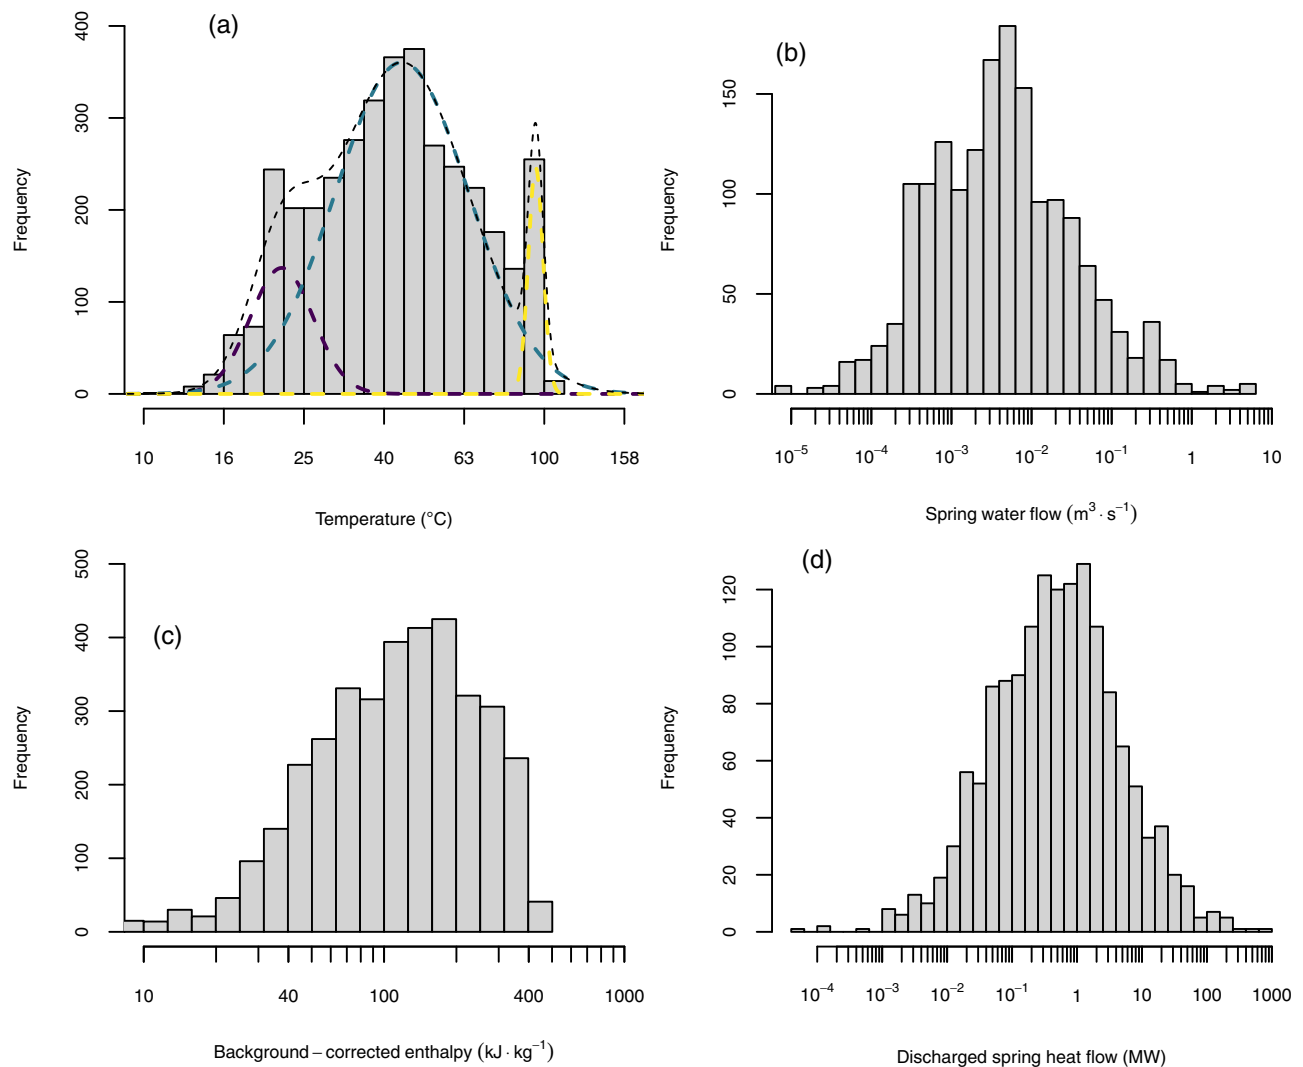 (a)
Frequency
0
100
200
300
400
10 16 25 40 63 100 158
Temperature (°C)
(b)
Frequency
0
50
100
150
10⁻⁵ 10⁻⁴ 10⁻³ 10⁻² 10⁻¹ 1 10
Spring water flow (m³ · s⁻¹)
(c)
Frequency
0
100
200
300
400
500
10 40 100 400 1000
Background – corrected enthalpy (kJ · kg⁻¹)
(d)
Frequency
0
20
40
60
80
100
120
10⁻⁴ 10⁻³ 10⁻² 10⁻¹ 1 10 100 1000
Discharged spring heat flow (MW)